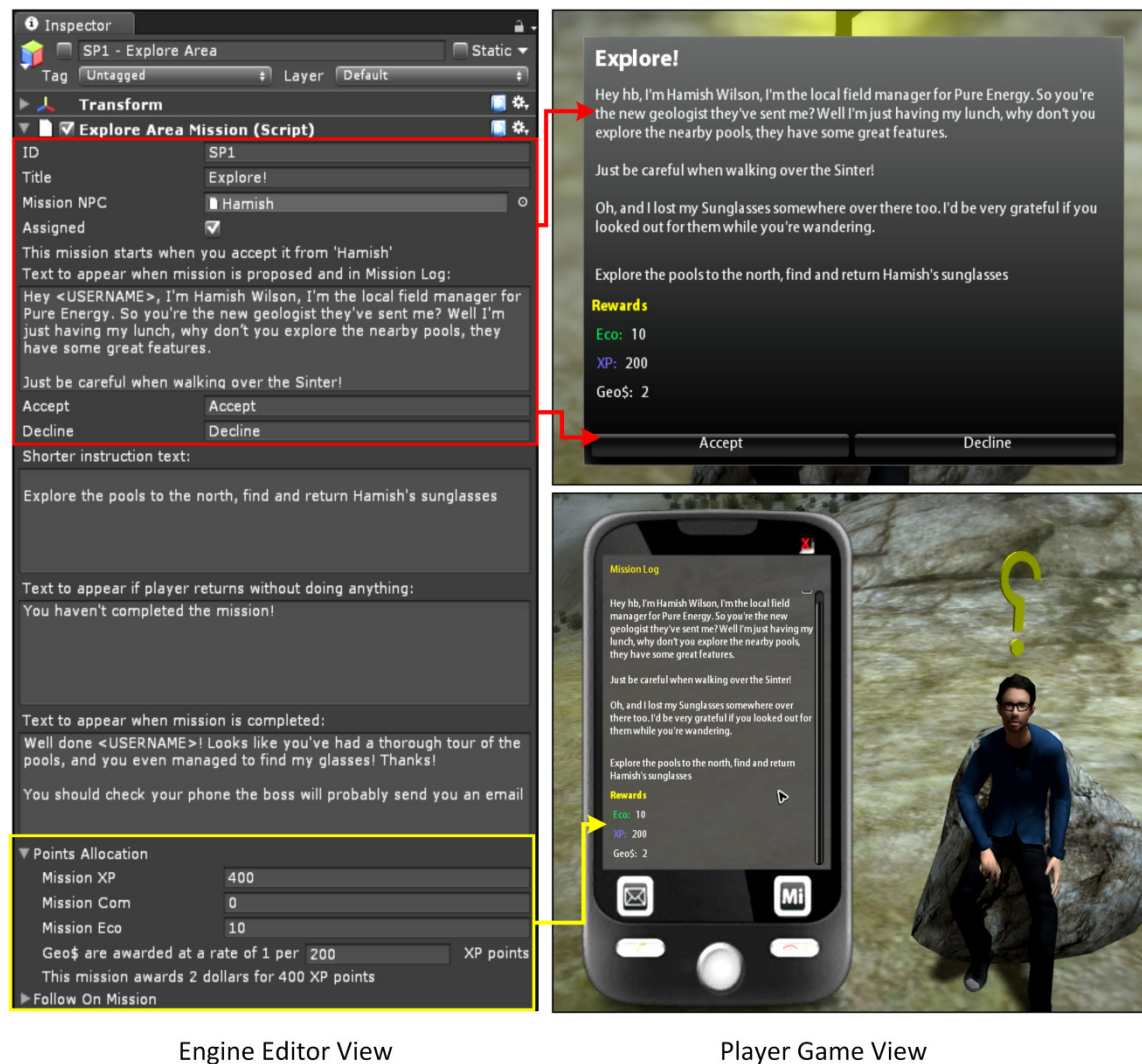 Inspector
SP1 - Explore Area
Static
Tag Untagged Layer Default
Transform
Explore Area Mission (Script)
ID SP1
Title Explore!
Mission NPC Hamish
Assigned
This mission starts when you accept it from 'Hamish'
Text to appear when mission is proposed and in Mission Log:
Hey <USERNAME>, I'm Hamish Wilson, I'm the local field manager for
Pure Energy. So you're the new geologist they've sent me? Well I'm
just having my lunch, why don't you explore the nearby pools, they
have some great features.
Just be careful when walking over the Sinter!
Accept Accept
Decline Decline
Shorter instruction text:
Explore the pools to the north, find and return Hamish's sunglasses
Text to appear if player returns without doing anything:
You haven't completed the mission!
Text to appear when mission is completed:
Well done <USERNAME>! Looks like you've had a thorough tour of the
pools, and you even managed to find my glasses! Thanks!
You should check your phone the boss will probably send you an email
Points Allocation
Mission XP 400
Mission Com 0
Mission Eco 10
Geo$ are awarded at a rate of 1 per 200 XP points
This mission awards 2 dollars for 400 XP points
Follow On Mission
Engine Editor View
Explore!
Hey hb, I'm Hamish Wilson, I'm the local field manager for Pure Energy. So you're
the new geologist they've sent me? Well I'm just having my lunch, why don't you
explore the nearby pools, they have some great features.
Just be careful when walking over the Sinter!
Oh, and I lost my Sunglasses somewhere over there too. I'd be very grateful if you
looked out for them while you're wandering.
Explore the pools to the north, find and return Hamish's sunglasses
Rewards
Eco: 10
XP: 200
Geo$: 2
Accept Decline
X
Mission Log
Hey hb, I'm Hamish Wilson, I'm the local field
manager for Pure Energy. So you're the new
geologist they've sent me? Well I'm just having my
lunch, why don't you explore the nearby pools,
they have some great features.
Just be careful when walking over the Sinter!
Oh, and I lost my Sunglasses somewhere over
there too. I'd be very grateful if you looked out for
them while you're wandering.
Explore the pools to the north, find and return
Hamish's sunglasses
Rewards
Eco: 10
XP: 200
Geo$: 2
Mi
?
Player Game View